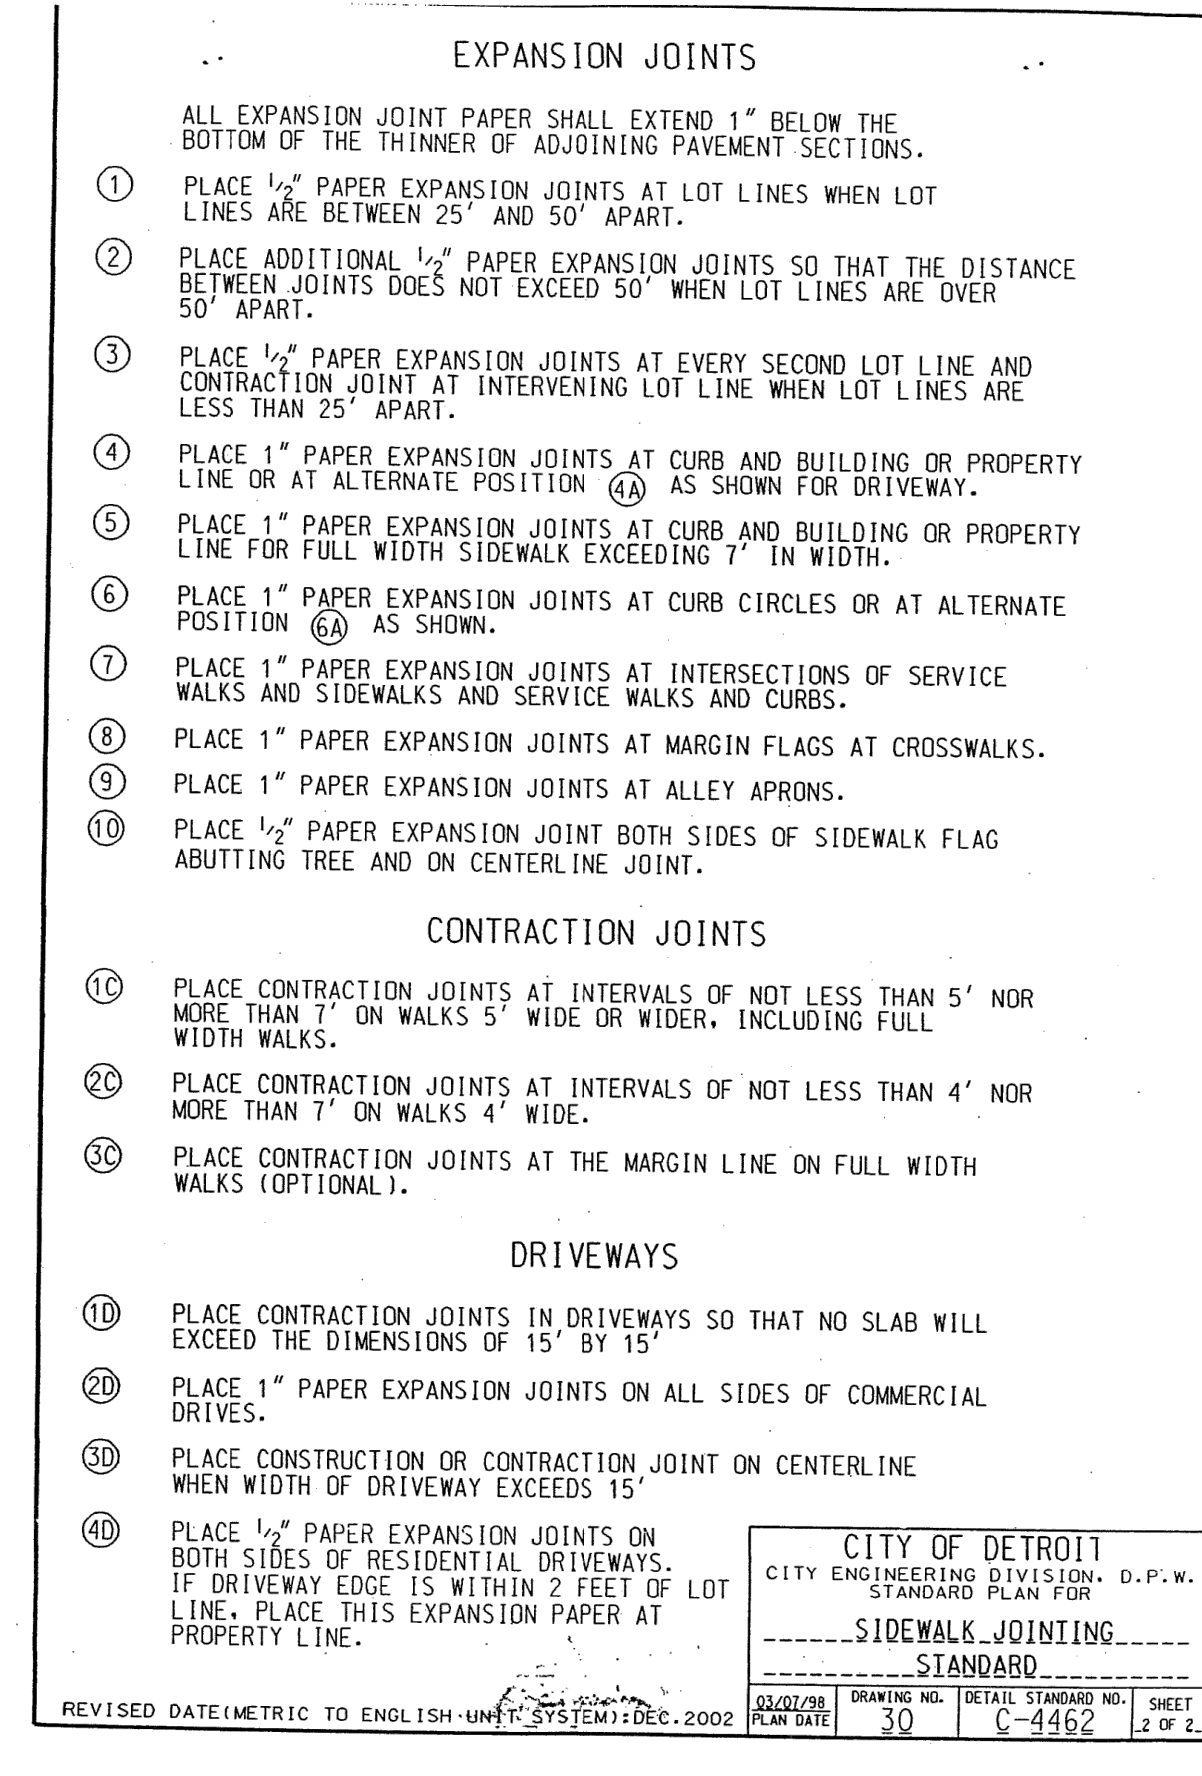 EXPANSION JOINTS
ALL EXPANSION JOINT PAPER SHALL EXTEND 1" BELOW THE
BOTTOM OF THE THINNER OF ADJOINING PAVEMENT SECTIONS.
1 PLACE 1/2" PAPER EXPANSION JOINTS AT LOT LINES WHEN LOT
LINES ARE BETWEEN 25' AND 50' APART.
2 PLACE ADDITIONAL 1/2" PAPER EXPANSION JOINTS SO THAT THE DISTANCE
BETWEEN JOINTS DOES NOT EXCEED 50' WHEN LOT LINES ARE OVER
50' APART.
3 PLACE 1/2" PAPER EXPANSION JOINTS AT EVERY SECOND LOT LINE AND
CONTRACTION JOINT AT INTERVENING LOT LINE WHEN LOT LINES ARE
LESS THAN 25' APART.
4 PLACE 1" PAPER EXPANSION JOINTS AT CURB AND BUILDING OR PROPERTY
LINE OR AT ALTERNATE POSITION 4A AS SHOWN FOR DRIVEWAY.
5 PLACE 1" PAPER EXPANSION JOINTS AT CURB AND BUILDING OR PROPERTY
LINE FOR FULL WIDTH SIDEWALK EXCEEDING 7' IN WIDTH.
6 PLACE 1" PAPER EXPANSION JOINTS AT CURB CIRCLES OR AT ALTERNATE
POSITION 6A AS SHOWN.
7 PLACE 1" PAPER EXPANSION JOINTS AT INTERSECTIONS OF SERVICE
WALKS AND SIDEWALKS AND SERVICE WALKS AND CURBS.
8 PLACE 1" PAPER EXPANSION JOINTS AT MARGIN FLAGS AT CROSSWALKS.
9 PLACE 1" PAPER EXPANSION JOINTS AT ALLEY APRONS.
10 PLACE 1/2" PAPER EXPANSION JOINT BOTH SIDES OF SIDEWALK FLAG
ABUTTING TREE AND ON CENTERLINE JOINT.
CONTRACTION JOINTS
1C PLACE CONTRACTION JOINTS AT INTERVALS OF NOT LESS THAN 5' NOR
MORE THAN 7' ON WALKS 5' WIDE OR WIDER, INCLUDING FULL
WIDTH WALKS.
2C PLACE CONTRACTION JOINTS AT INTERVALS OF NOT LESS THAN 4' NOR
MORE THAN 7' ON WALKS 4' WIDE.
3C PLACE CONTRACTION JOINTS AT THE MARGIN LINE ON FULL WIDTH
WALKS (OPTIONAL).
DRIVEWAYS
1D PLACE CONTRACTION JOINTS IN DRIVEWAYS SO THAT NO SLAB WILL
EXCEED THE DIMENSIONS OF 15' BY 15'
2D PLACE 1" PAPER EXPANSION JOINTS ON ALL SIDES OF COMMERCIAL
DRIVES.
3D PLACE CONSTRUCTION OR CONTRACTION JOINT ON CENTERLINE
WHEN WIDTH OF DRIVEWAY EXCEEDS 15'
4D PLACE 1/2" PAPER EXPANSION JOINTS ON
BOTH SIDES OF RESIDENTIAL DRIVEWAYS.
IF DRIVEWAY EDGE IS WITHIN 2 FEET OF LOT
LINE, PLACE THIS EXPANSION PAPER AT
PROPERTY LINE.
REVISED DATE(METRIC TO ENGLISH UNIT SYSTEM):DEC.2002
CITY OF DETROIT
CITY ENGINEERING DIVISION. D.P.W.
STANDARD PLAN FOR
SIDEWALK JOINTING
STANDARD
03/07/98
PLAN DATE
DRAWING NO.
30
DETAIL STANDARD NO.
C-4462
SHEET
2 OF 2